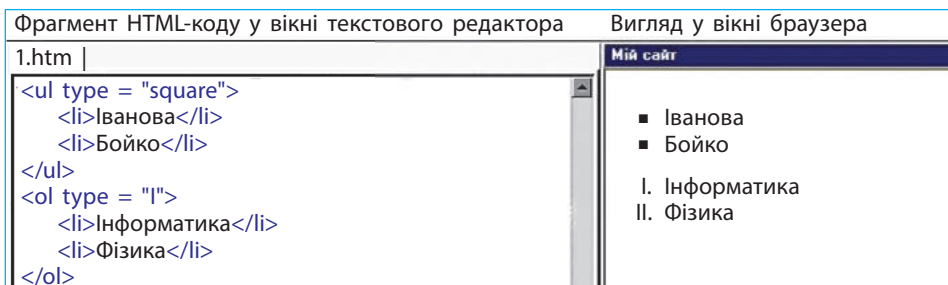 Фрагмент HTML-коду у вікні текстового редактора
Вигляд у вікні браузера
1.htm
<ul type = "square">
<li>Іванова</li>
<li>Бойко</li>
</ul>
<ol type = "I">
<li>Інформатика</li>
<li>Фізика</li>
</ol>
Мій сайт
▪ Іванова
▪ Бойко
I. Інформатика
II. Фізика